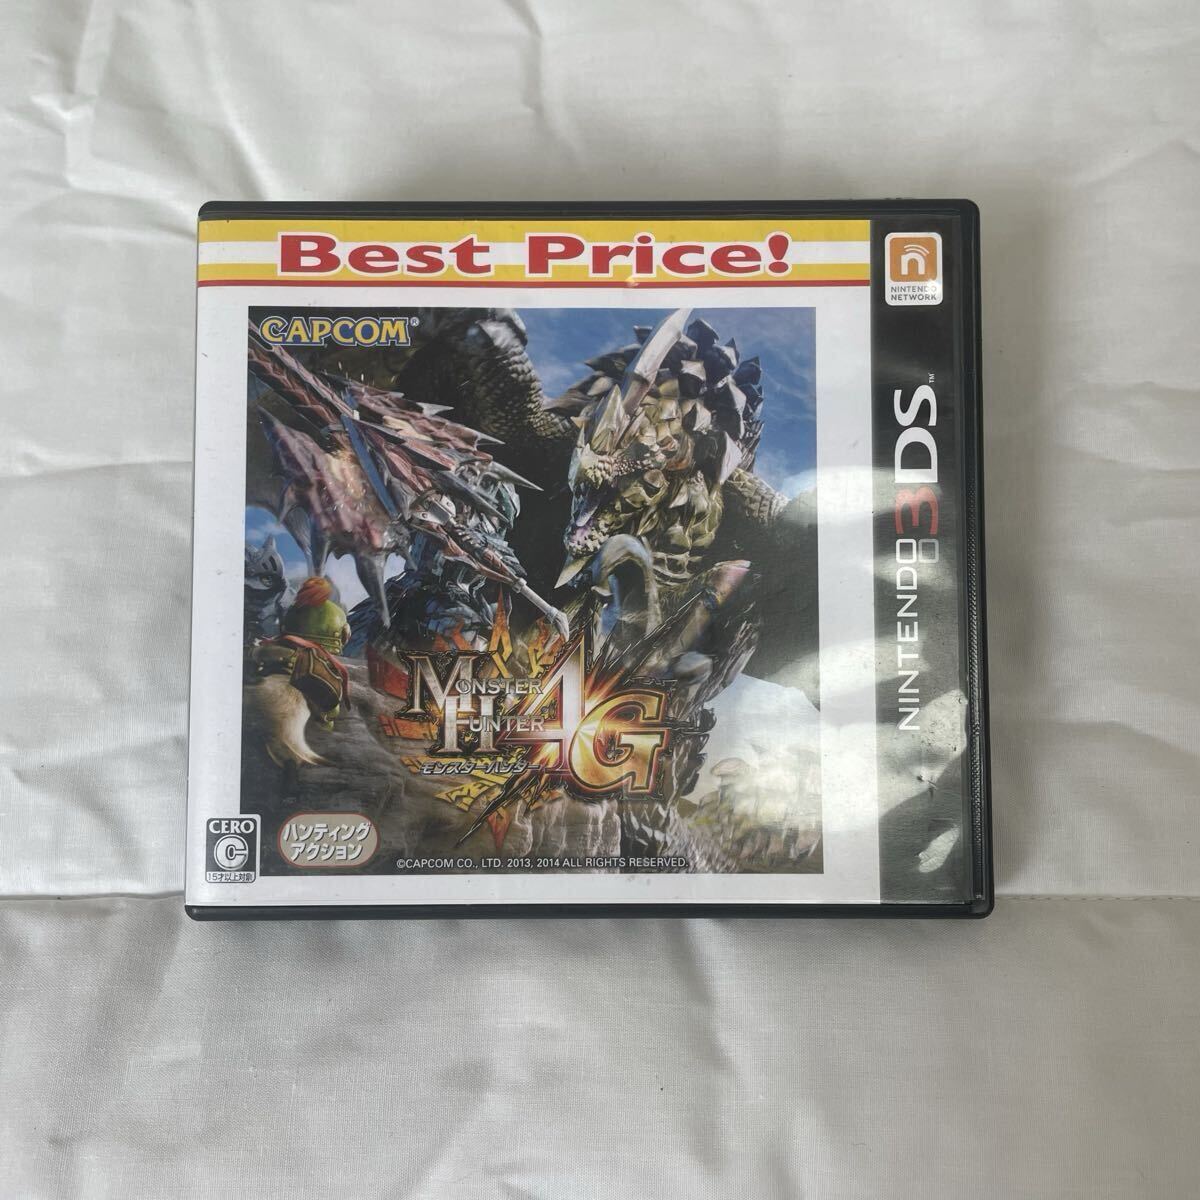 Best Price!
CAPCOM®
n
NINTENDO
NETWORK
NINTENDO3DS™
MONSTER
HUNTER
4G
モンスターハンター
CERO
C
15才以上対象
ハンティング
アクション
©CAPCOM CO., LTD. 2013, 2014 ALL RIGHTS RESERVED.